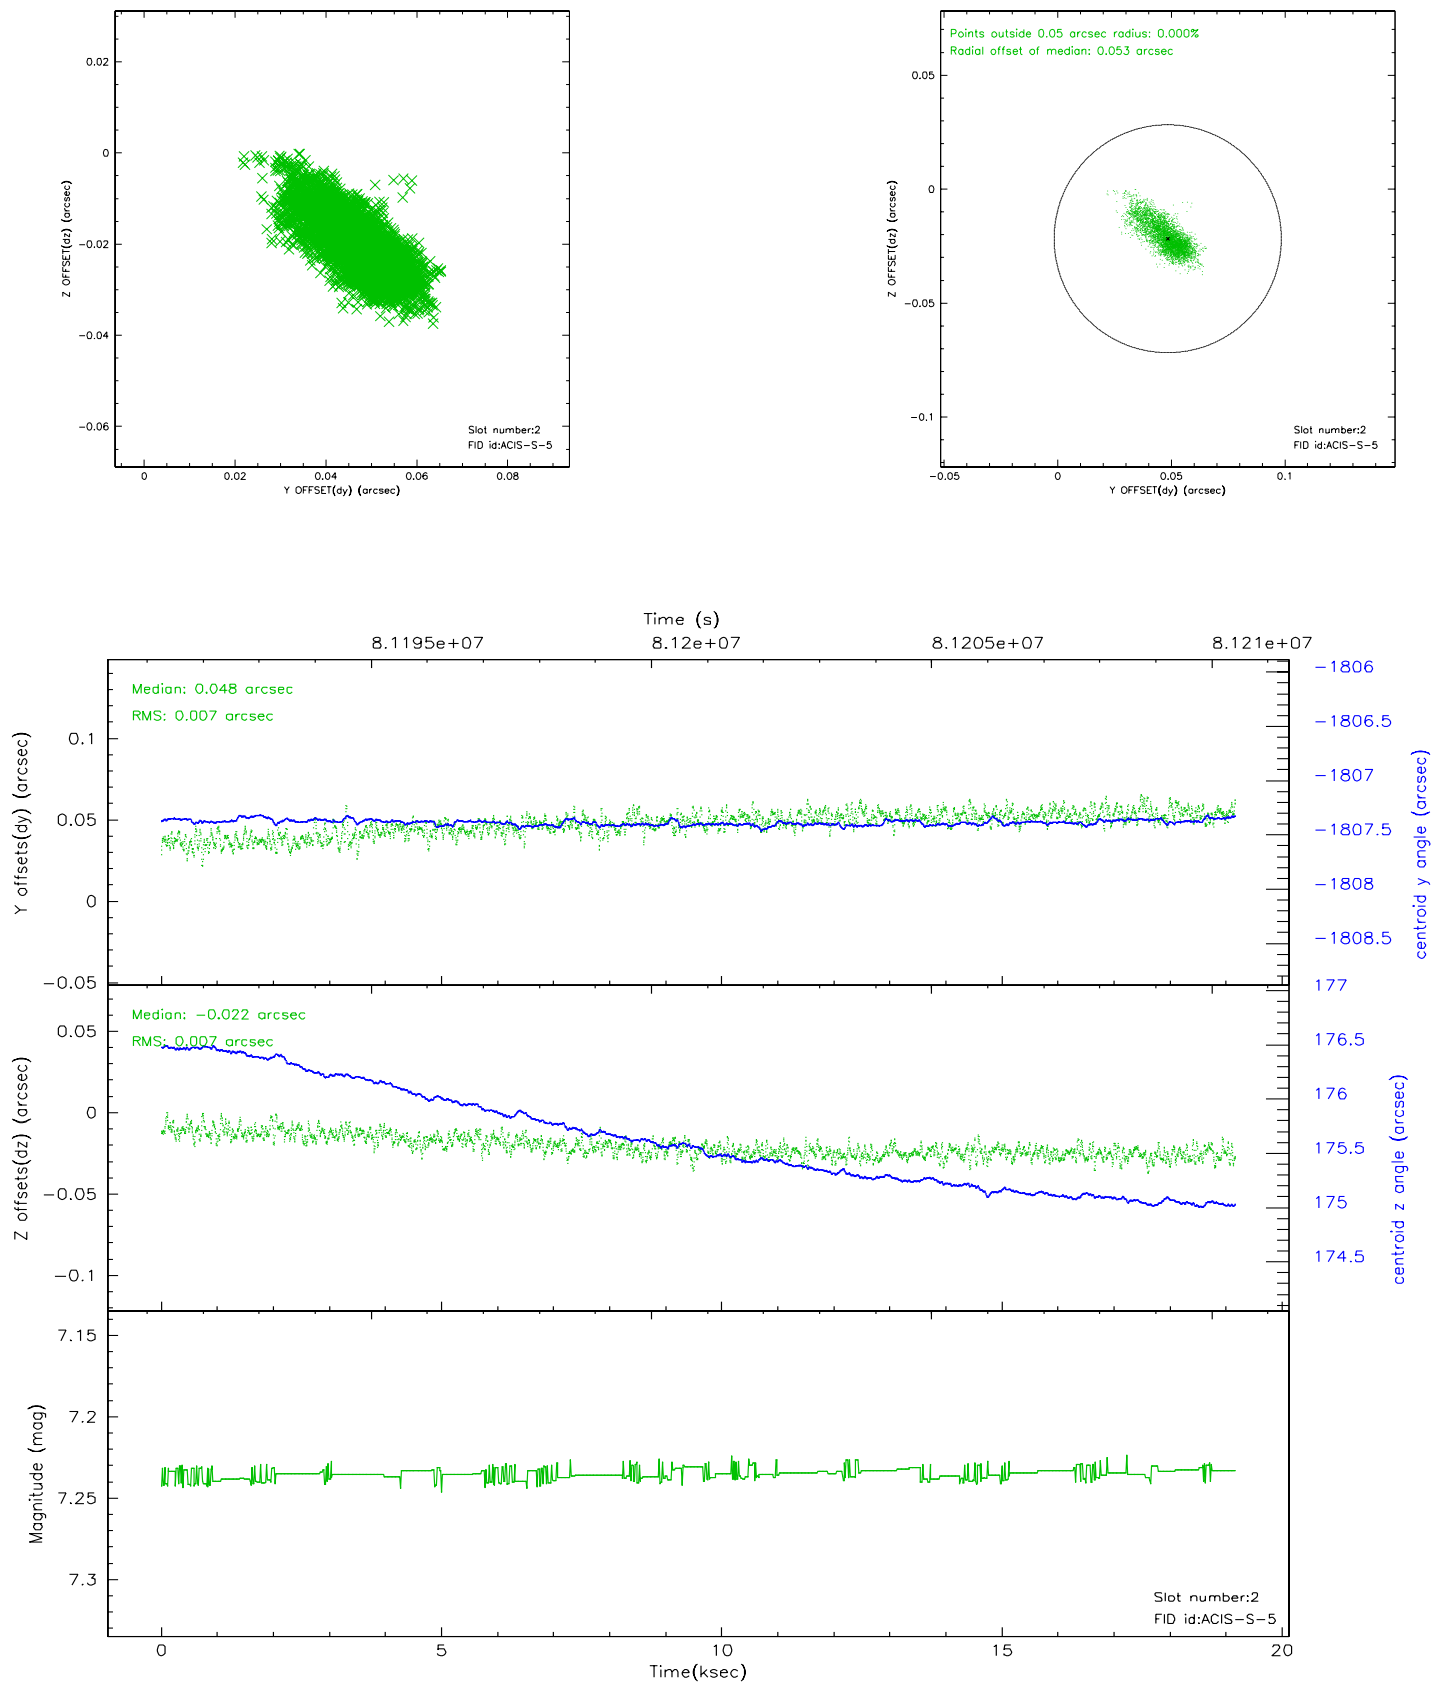 0.02
0
-0.02
-0.04
-0.06
Z OFFSET(dz) (arcsec)
0 0.02 0.04 0.06 0.08
Y OFFSET(dy) (arcsec)
Slot number:2
FID id:ACIS-S-5
Points outside 0.05 arcsec radius: 0.000%
Radial offset of median: 0.053 arcsec
0.05
0
-0.05
-0.1
Z OFFSET(dz) (arcsec)
-0.05 0 0.05 0.1
Y OFFSET(dy) (arcsec)
Slot number:2
FID id:ACIS-S-5
Time (s)
8.1195e+07 8.12e+07 8.1205e+07 8.121e+07
Median: 0.048 arcsec
RMS: 0.007 arcsec
0.1
0.05
0
-0.05
Y offsets(dy) (arcsec)
-1806
-1806.5
-1807
-1807.5
-1808
-1808.5
centroid y angle (arcsec)
Median: -0.022 arcsec
RMS: 0.007 arcsec
0.05
0
-0.05
-0.1
Z offsets(dz) (arcsec)
177
176.5
176
175.5
175
174.5
centroid z angle (arcsec)
7.15
7.2
7.25
7.3
Magnitude (mag)
Slot number:2
FID id:ACIS-S-5
0 5 10 15 20
Time(ksec)